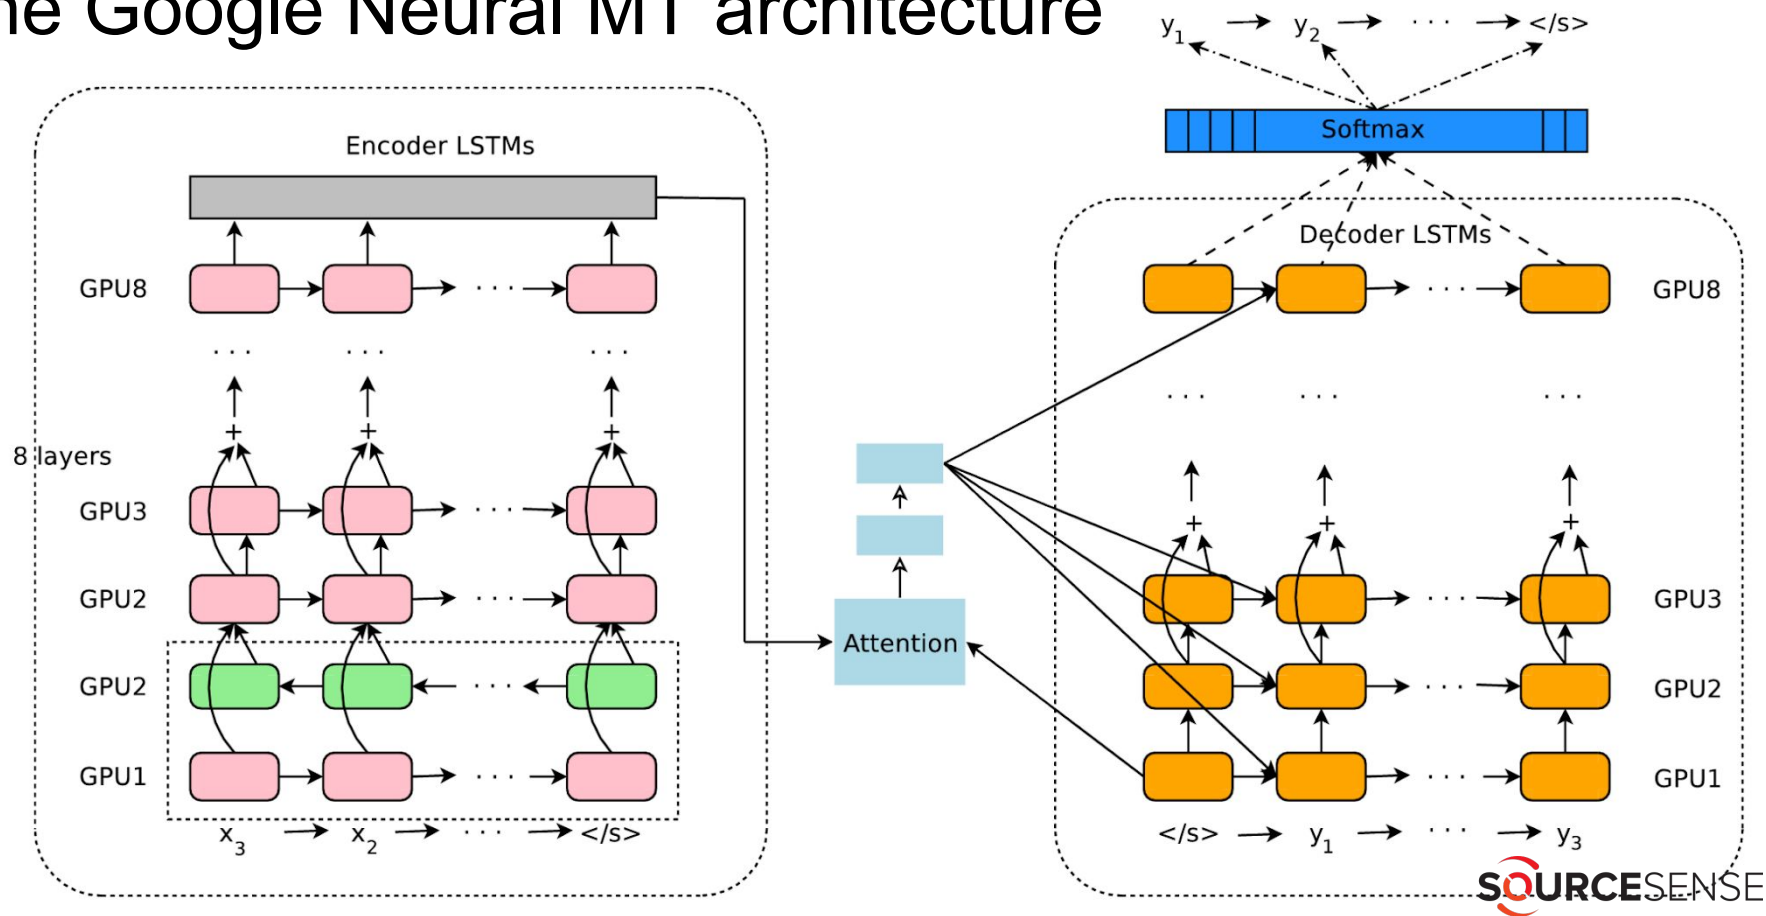 he Google Neural MT architecture
y1 y2 ... </s>
Softmax
Encoder LSTMs
Decoder LSTMs
GPU8
GPU8
... ... ...
... ... ...
+ + +
8 layers
GPU3
+ + +
GPU2
GPU3
Attention
GPU2
GPU2
GPU1
GPU1
x3 x2 ... </s>
</s> y1 ... y3
SOURCESENSE